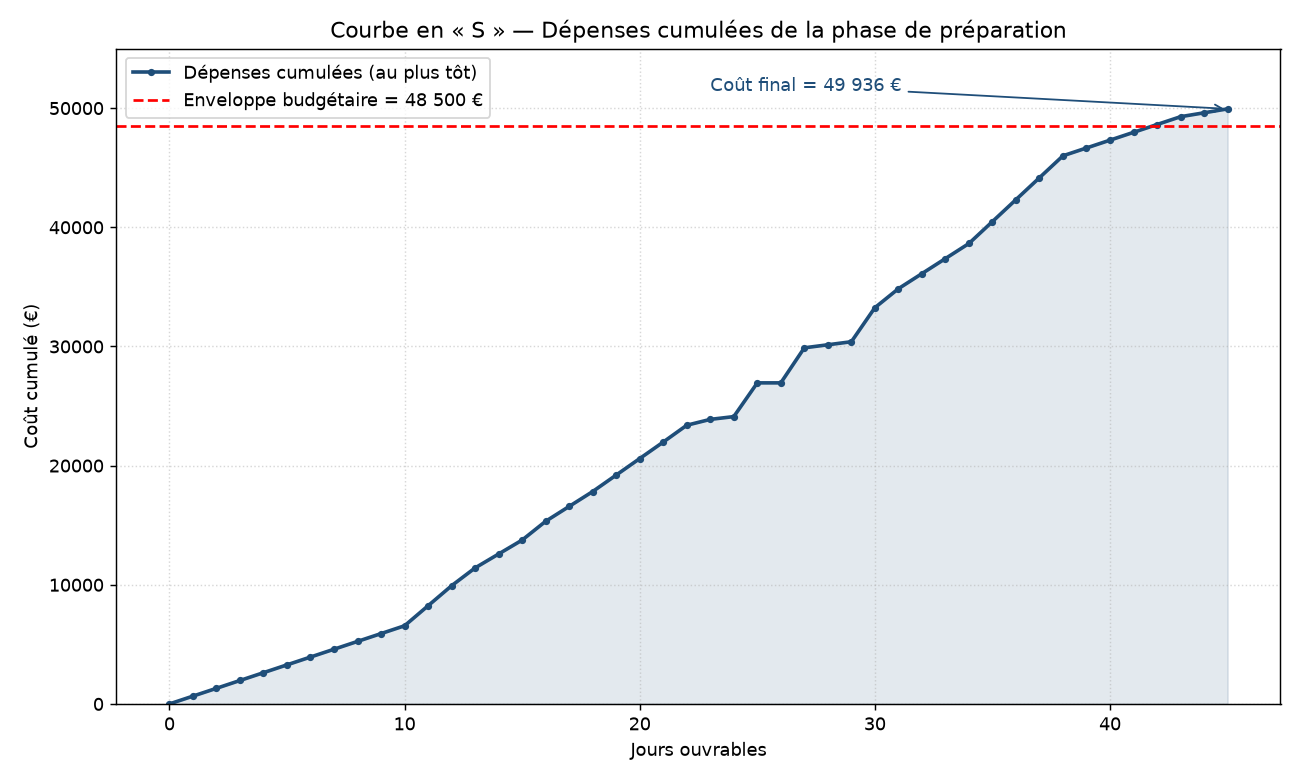 Courbe en « S » — Dépenses cumulées de la phase de préparation
Dépenses cumulées (au plus tôt)
Enveloppe budgétaire = 48 500 €
Coût final = 49 936 €
Coût cumulé (€)
50000
40000
30000
20000
10000
0
0 10 20 30 40
Jours ouvrables